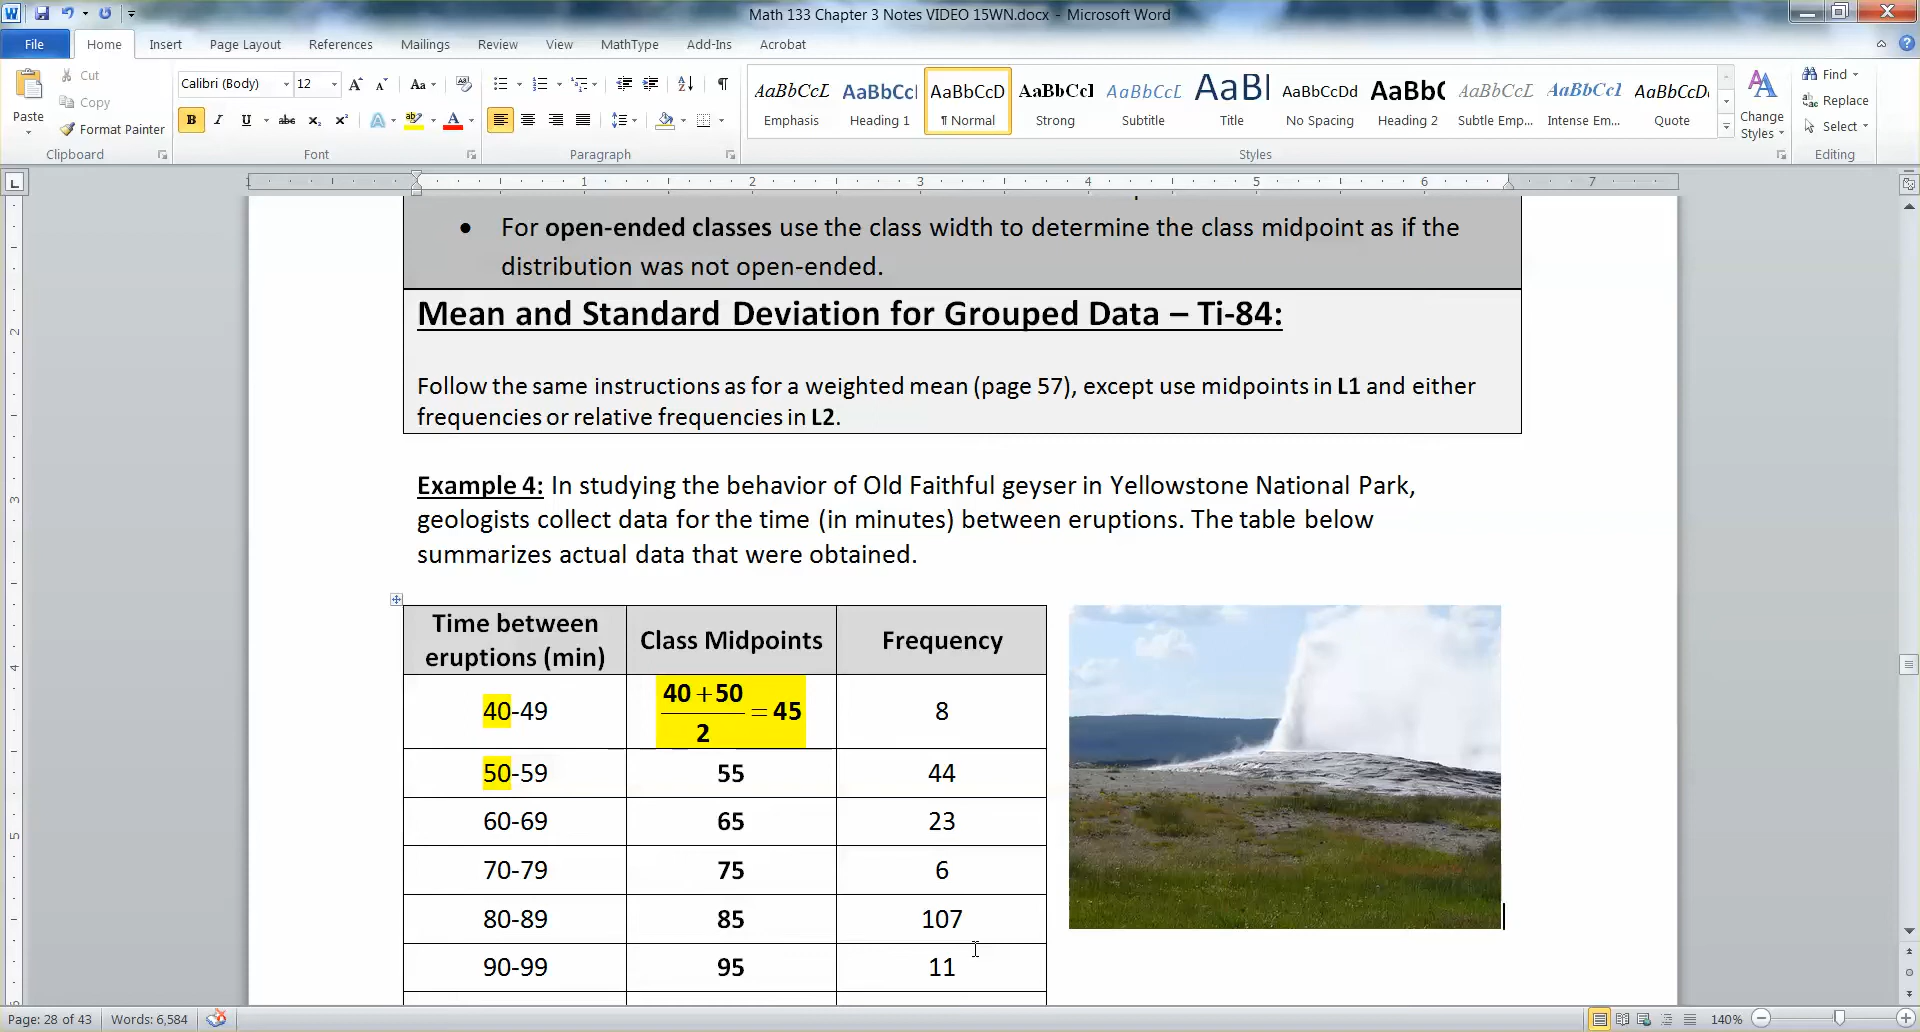 Math 133 Chapter 3 Notes VIDEO 15WN.docx - Microsoft Word
File Home Insert Page Layout References Mailings Review View MathType Add-Ins Acrobat
Paste
Cut
Copy
Format Painter
Clipboard
Calibri (Body) 12
Font
Paragraph
AaBbCcL AaBbCcI AaBbCcD AaBbCcI AaBbCcL AaBI AaBbCcDd AaBbC AaBbCcL AaBbCcI AaBbCcD
Emphasis Heading 1 ¶ Normal Strong Subtitle Title No Spacing Heading 2 Subtle Emp... Intense Em... Quote
Change Styles
Styles
Find
Replace
Select
Editing
1 1 2 3 4 5 6 7
• For open-ended classes use the class width to determine the class midpoint as if the
distribution was not open-ended.
Mean and Standard Deviation for Grouped Data – Ti-84:
Follow the same instructions as for a weighted mean (page 57), except use midpoints in L1 and either
frequencies or relative frequencies in L2.
Example 4: In studying the behavior of Old Faithful geyser in Yellowstone National Park,
geologists collect data for the time (in minutes) between eruptions. The table below
summarizes actual data that were obtained.
Time between eruptions (min) Class Midpoints Frequency
40-49 40 + 50 / 2 = 45 8
50-59 55 44
60-69 65 23
70-79 75 6
80-89 85 107
90-99 95 11
Page: 28 of 43 Words: 6,584 140%